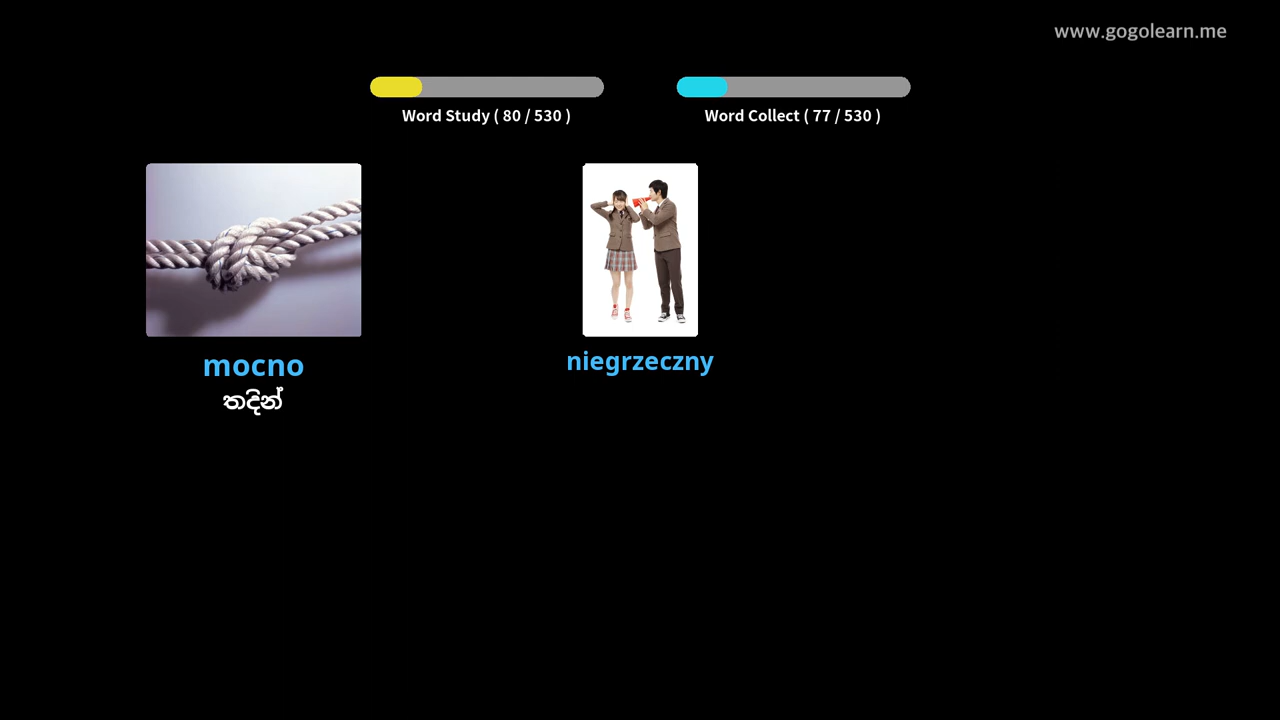 www.gogolearn.me
Word Study ( 80 / 530 )
Word Collect ( 77 / 530 )
mocno
තදින්
niegrzeczny